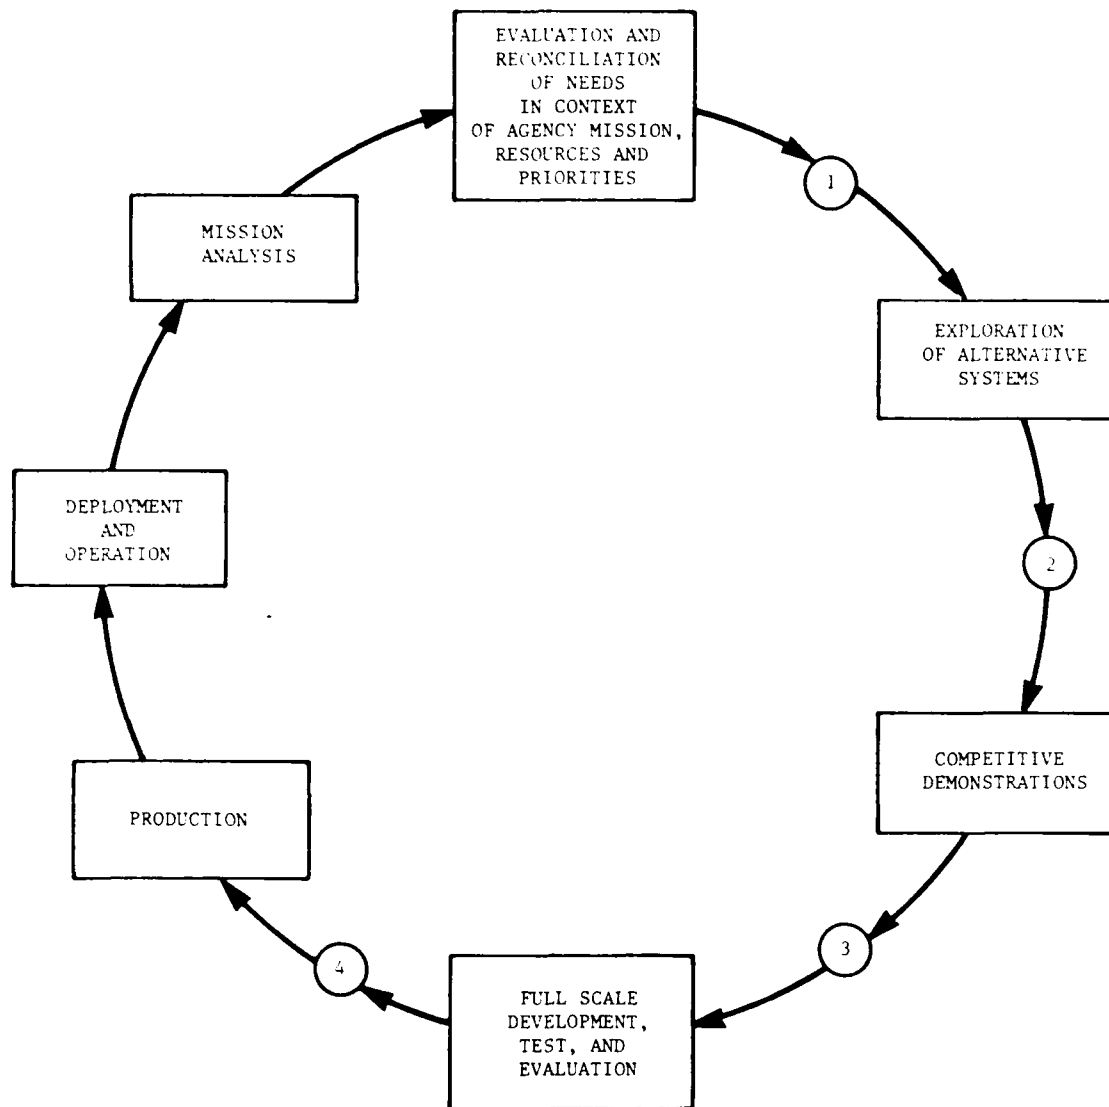 EVALUATION AND
RECONCILIATION
OF NEEDS
IN CONTEXT
OF AGENCY MISSION,
RESOURCES AND
PRIORITIES
1
EXPLORATION
OF ALTERNATIVE
SYSTEMS
2
COMPETITIVE
DEMONSTRATIONS
3
FULL SCALE
DEVELOPMENT,
TEST, AND
EVALUATION
4
PRODUCTION
DEPLOYMENT
AND
OPERATION
MISSION
ANALYSIS